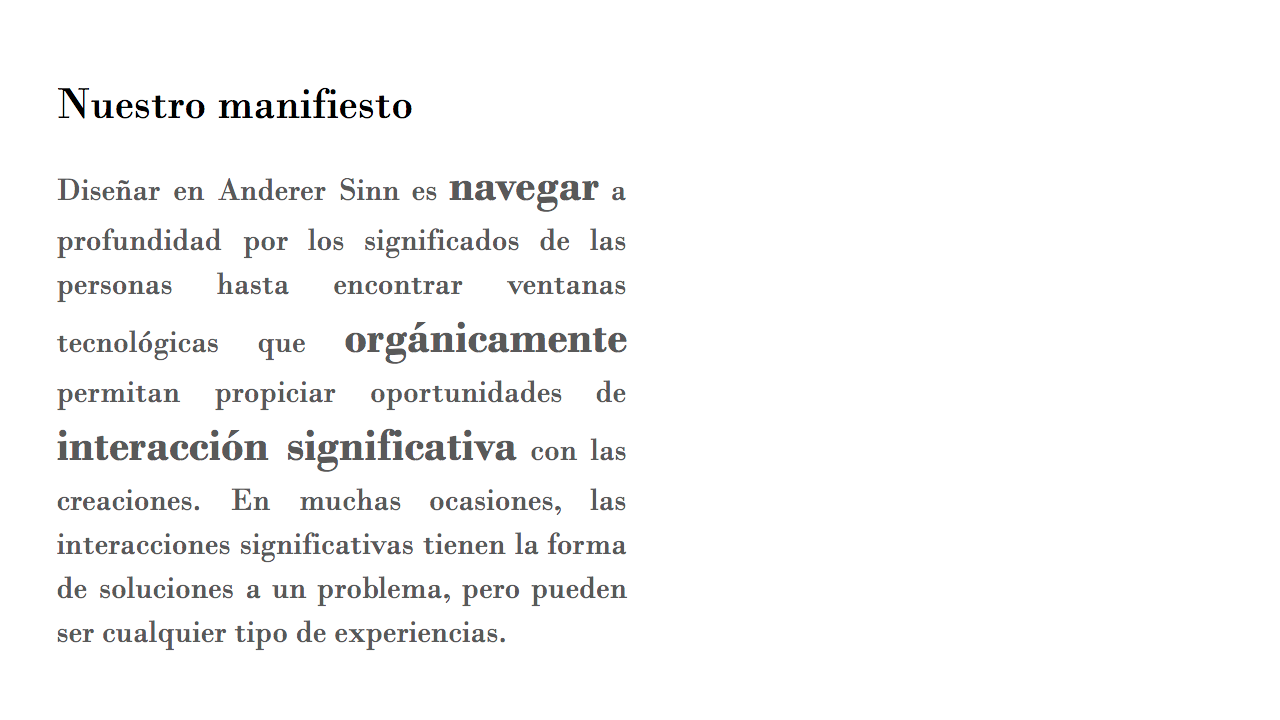 Nuestro manifiesto
Diseñar en Anderer Sinn es navegar a
profundidad por los significados de las
personas hasta encontrar ventanas
tecnológicas que orgánicamente
permitan propiciar oportunidades de
interacción significativa con las
creaciones. En muchas ocasiones, las
interacciones significativas tienen la forma
de soluciones a un problema, pero pueden
ser cualquier tipo de experiencias.